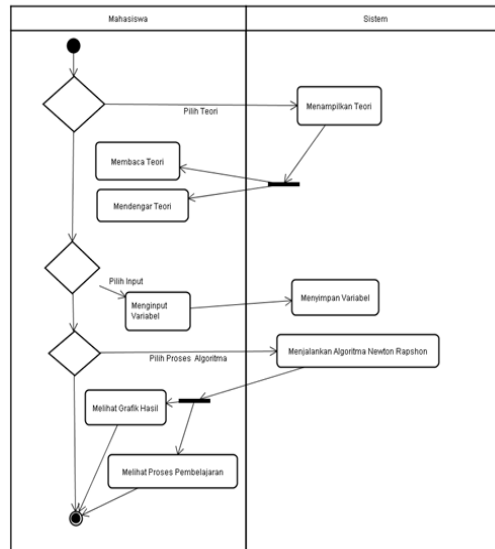 Mahasiswa
Sistem
Pilih Teori
Menampilkan Teori
Membaca Teori
Mendengar Teori
Pilih Input
Menginput
Variabel
Menyimpan Variabel
Pilih Proses Algoritma
Menjalankan Algoritma Newton Rapshon
Melihat Grafik Hasil
Melihat Proses Pembelajaran